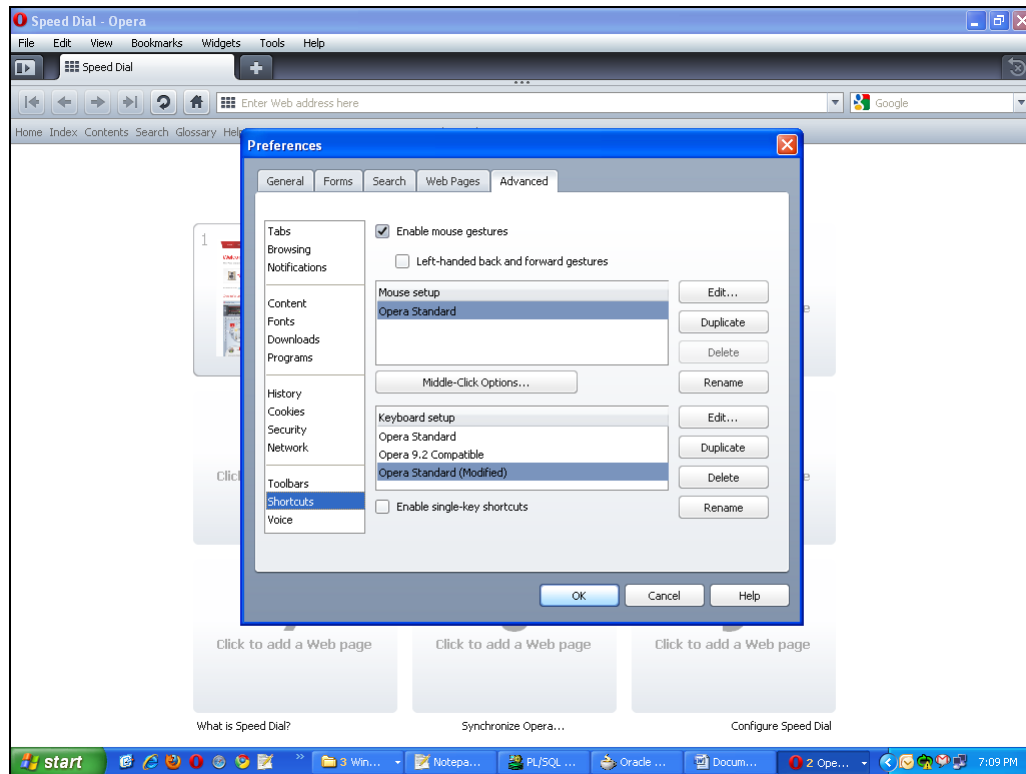 Speed Dial - Opera
File Edit View Bookmarks Widgets Tools Help
Speed Dial
Enter Web address here
Google
Home Index Contents Search Glossary Hel
Preferences
General Forms Search Web Pages Advanced
Tabs
Browsing
Notifications
Content
Fonts
Downloads
Programs
History
Cookies
Security
Network
Toolbars
Shortcuts
Voice
Enable mouse gestures
Left-handed back and forward gestures
Mouse setup
Opera Standard
Edit...
Duplicate
Delete
Rename
Middle-Click Options...
Keyboard setup
Opera Standard
Opera 9.2 Compatible
Opera Standard (Modified)
Edit...
Duplicate
Delete
Rename
Enable single-key shortcuts
OK Cancel Help
1
Click to add a Web page
Click to add a Web page
Click to add a Web page
What is Speed Dial?
Synchronize Opera...
Configure Speed Dial
start
3 Win...
Notepa...
PL/SQL ...
Oracle ...
Docum...
2 Ope...
7:09 PM